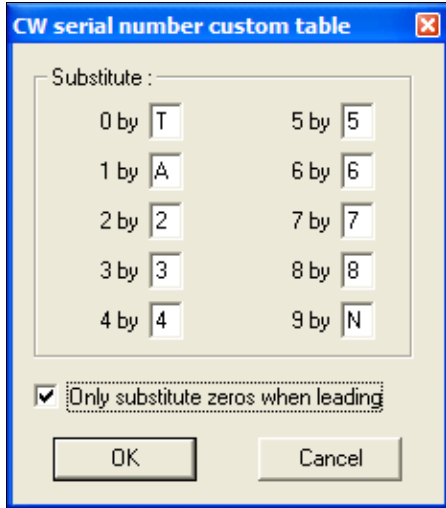 CW serial number custom table
Substitute :
0 by T 5 by 5
1 by A 6 by 6
2 by 2 7 by 7
3 by 3 8 by 8
4 by 4 9 by N
Only substitute zeros when leading
OK Cancel